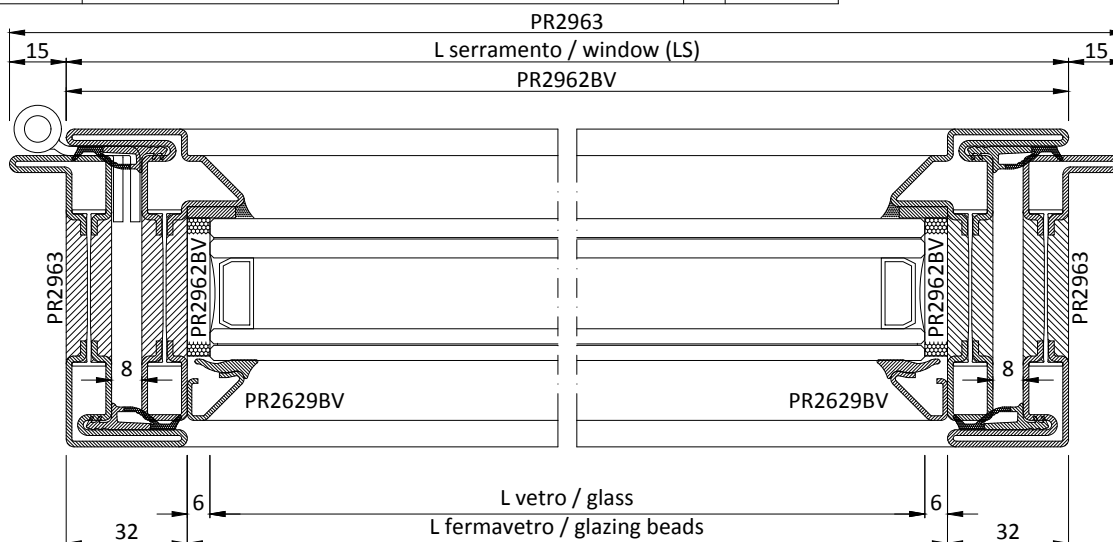 PR2963
15 L serramento / window (LS) 15
PR2962BV
PR2963
PR2962BV
PR2962BV
PR2963
8
8
PR2629BV
PR2629BV
6 L vetro / glass 6
32 L fermavetro / glazing beads 32